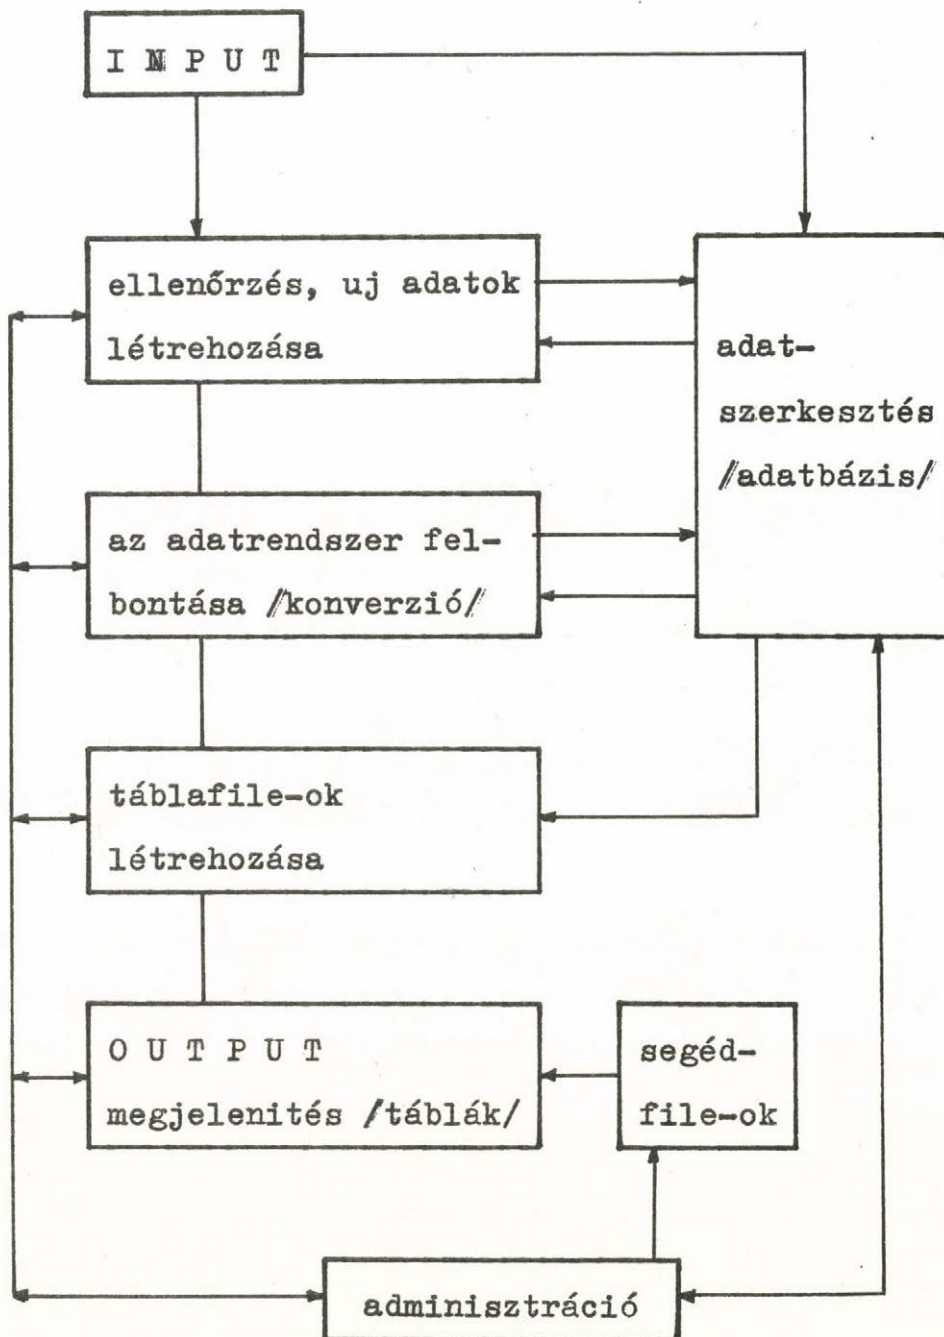 I N P U T
ellenőrzés, uj adatok
létrehozása
adat-
szerkesztés
/adatbázis/
az adatrendszer fel-
bontása /konverzió/
táblafile-ok
létrehozása
O U T P U T
megjelenités /táblák/
segéd-
file-ok
adminisztráció